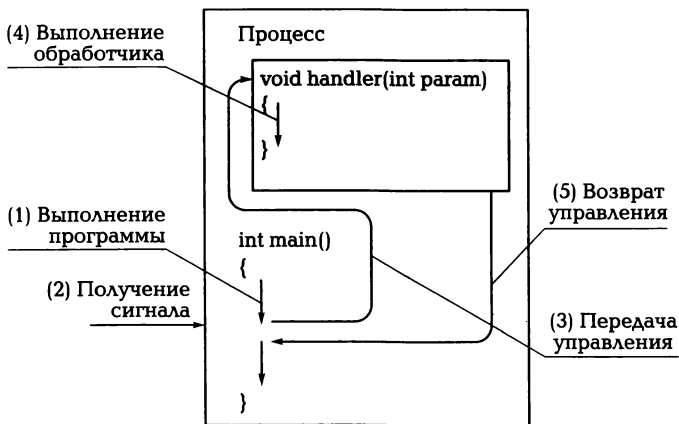 (4) Выполнение
обработчика
Процесс
void handler(int param)
{
}
(1) Выполнение
программы
(5) Возврат
управления
int main()
{
(2) Получение
сигнала
(3) Передача
управления
}